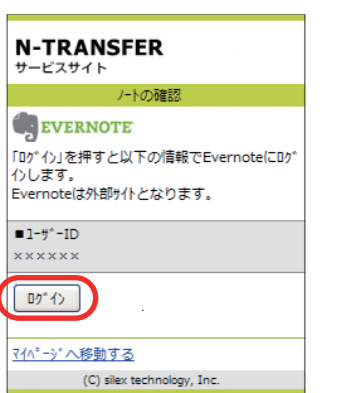 N-TRANSFER
サービスサイト
ﾉｰﾄの確認
EVERNOTE
｢ﾛｸﾞｲﾝ｣を押すと以下の情報でEvernoteにﾛｸﾞ
ｲﾝします。
Evernoteは外部ｻｲﾄとなります。
■ﾕｰｻﾞｰID
××××××
ﾛｸﾞｲﾝ
ﾏｲﾍﾟｰｼﾞへ移動する
(C) silex technology, Inc.